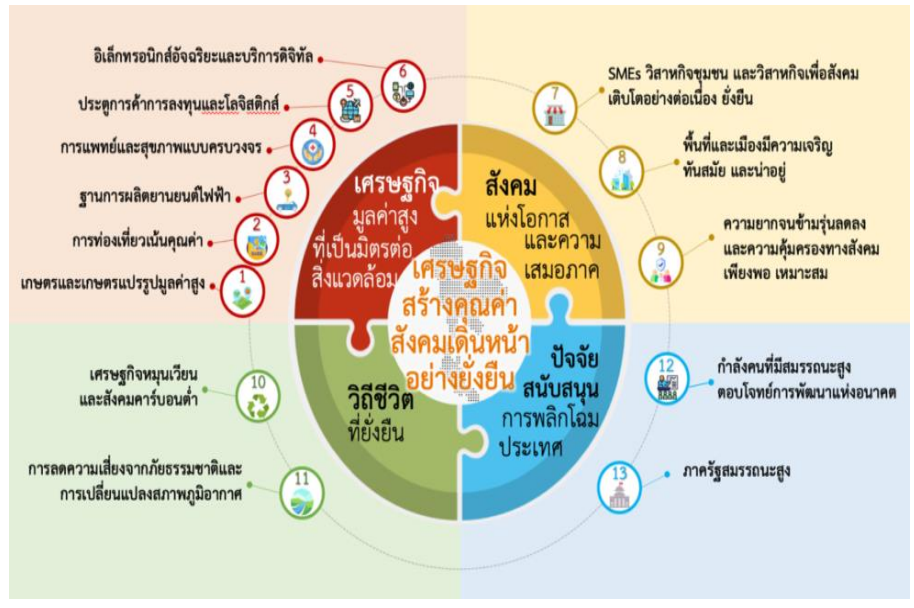 อิเล็กทรอนิกส์อัจฉริยะและบริการดิจิทัล
6
ประตูการค้าการลงทุนและโลจิสติกส์
5
การแพทย์และสุขภาพแบบครบวงจร
4
ฐานการผลิตยานยนต์ไฟฟ้า
3
การท่องเที่ยวเน้นคุณค่า
2
เกษตรและเกษตรแปรรูปมูลค่าสูง
1
เศรษฐกิจ
มูลค่าสูง
ที่เป็นมิตรต่อ
สิ่งแวดล้อม
สังคม
แห่งโอกาส
และความ
เสมอภาค
7
SMEs วิสาหกิจชุมชน และวิสาหกิจเพื่อสังคม
เติบโตอย่างต่อเนื่อง ยั่งยืน
8
พื้นที่และเมืองมีความเจริญ
ทันสมัย และน่าอยู่
9
ความยากจนข้ามรุ่นลดลง
และความคุ้มครองทางสังคม
เพียงพอ เหมาะสม
เศรษฐกิจ
สร้างคุณค่า
สังคมเดินหน้า
อย่างยั่งยืน
เศรษฐกิจหมุนเวียน
และสังคมคาร์บอนต่ำ
10
การลดความเสี่ยงจากภัยธรรมชาติและ
การเปลี่ยนแปลงสภาพภูมิอากาศ
11
วิถีชีวิต
ที่ยั่งยืน
ปัจจัย
สนับสนุน
การพลิกโฉม
ประเทศ
12
กำลังคนที่มีสมรรถนะสูง
ตอบโจทย์การพัฒนาแห่งอนาคต
13
ภาครัฐสมรรถนะสูง